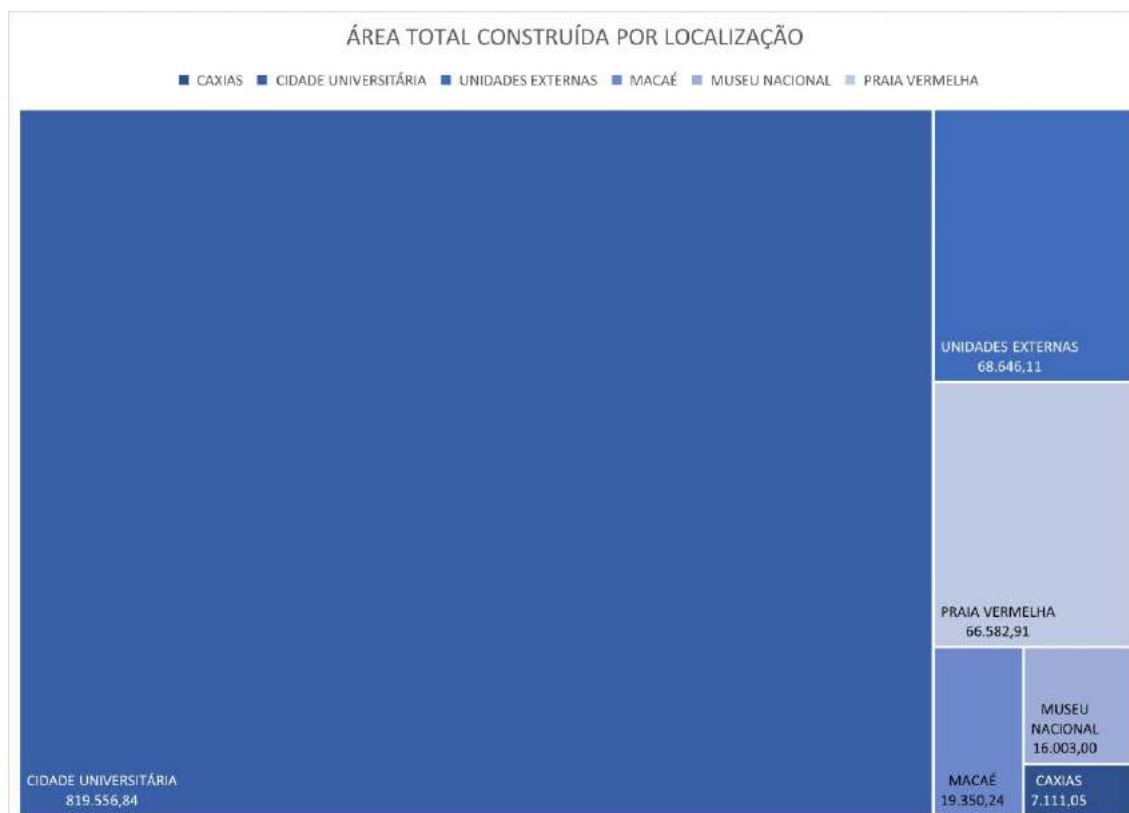 ÁREA TOTAL CONSTRUÍDA POR LOCALIZAÇÃO
CAXIAS CIDADE UNIVERSITÁRIA UNIDADES EXTERNAS MACAÉ MUSEU NACIONAL PRAIA VERMELHA
UNIDADES EXTERNAS
68.646,11
PRAIA VERMELHA
66.582,91
MUSEU
NACIONAL
16.003,00
CIDADE UNIVERSITÁRIA
819.556,84
MACAÉ
19.350,24
CAXIAS
7.111,05